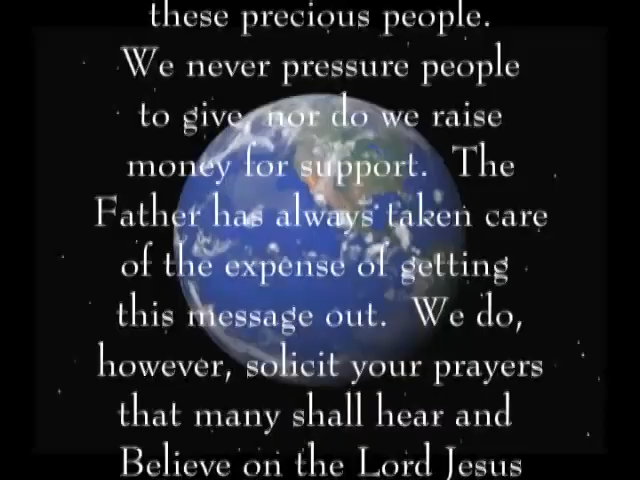 these precious people.
We never pressure people
to give, nor do we raise
money for support. The
Father has always taken care
of the expense of getting
this message out. We do,
however, solicit your prayers
that many shall hear and
Believe on the Lord Jesus